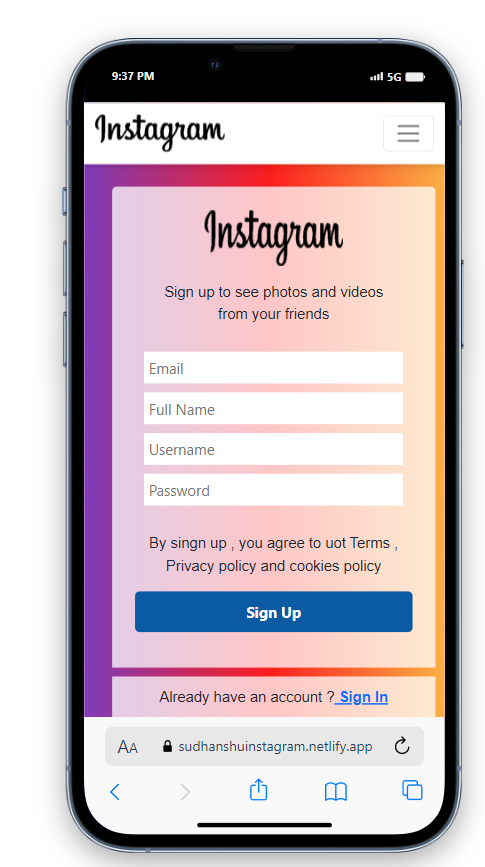 9:37 PM
5G
Instagram
Instagram
Sign up to see photos and videos
from your friends
Email
Full Name
Username
Password
By singn up , you agree to uot Terms ,
Privacy policy and cookies policy
Sign Up
Already have an account ? Sign In
AA sudhanshuinstagram.netlify.app